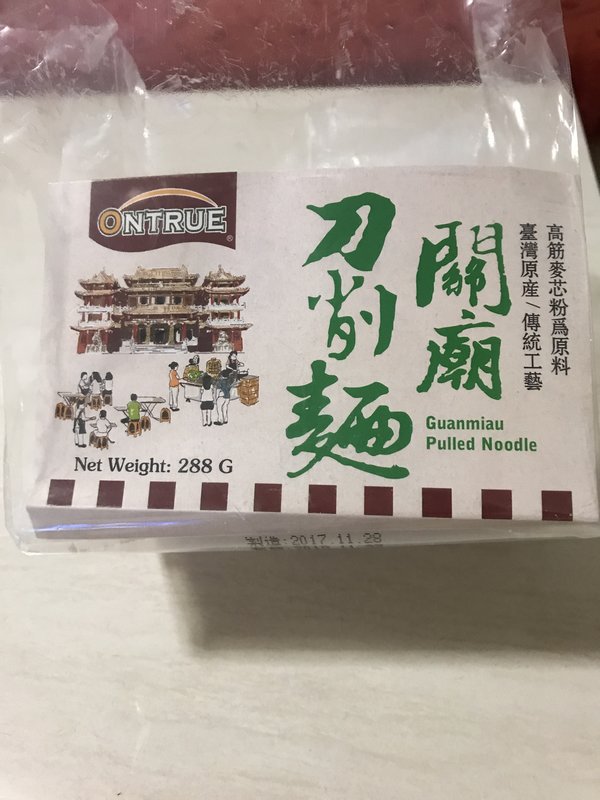 ONTRUE
®
高筋麥芯粉爲原料
臺灣原産/傳統工藝
關廟
刀削麵
Guanmiau
Pulled Noodle
Net Weight: 288 G
製造:2017.11.28